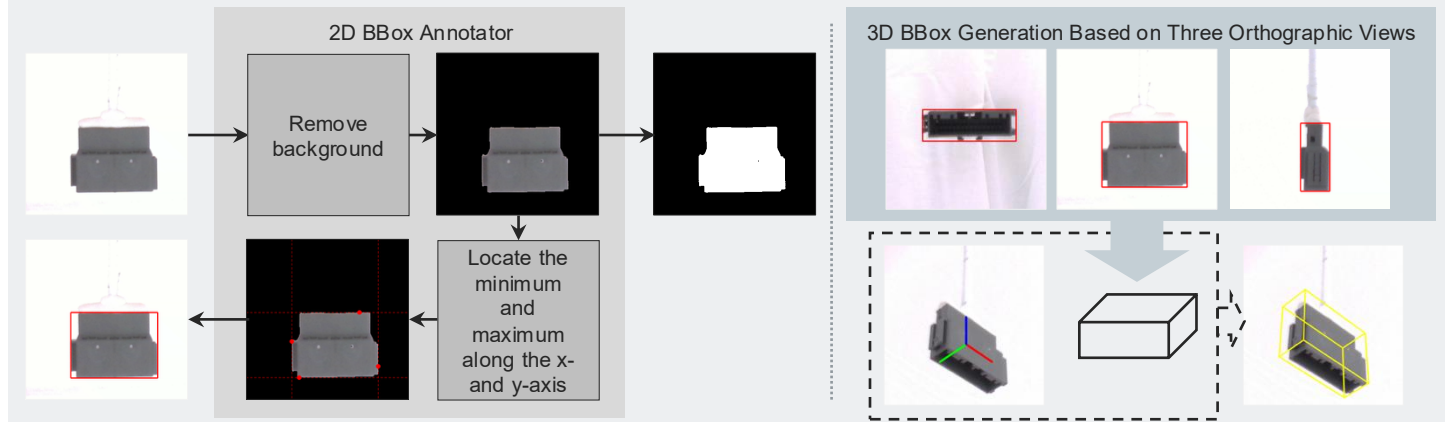 2D BBox Annotator
Remove
background
Locate the
minimum
and
maximum
along the x-
and y-axis
3D BBox Generation Based on Three Orthographic Views